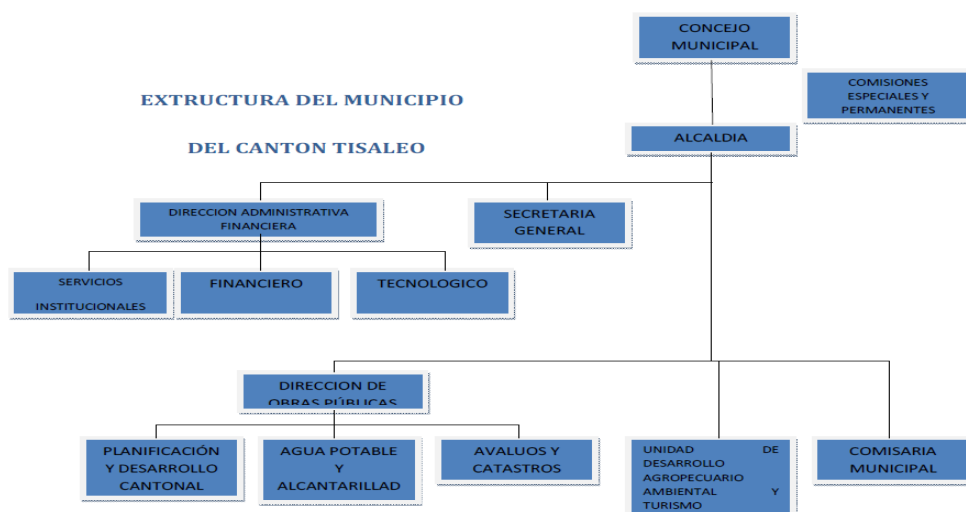 CONCEJO
MUNICIPAL
COMISIONES
ESPECIALES Y
PERMANENTES
EXTRUCTURA DEL MUNICIPIO
DEL CANTON TISALEO
ALCALDIA
DIRECCION ADMINISTRATIVA
FINANCIERA
SECRETARIA
GENERAL
SERVICIOS
INSTITUCIONALES
FINANCIERO
TECNOLOGICO
DIRECCION DE
OBRAS PÚBLICAS
PLANIFICACIÓN
Y DESARROLLO
CANTONAL
AGUA POTABLE
Y
ALCANTARILLAD
AVALUOS Y
CATASTROS
UNIDAD DE
DESARROLLO
AGROPECUARIO
AMBIENTAL Y
TURISMO
COMISARIA
MUNICIPAL